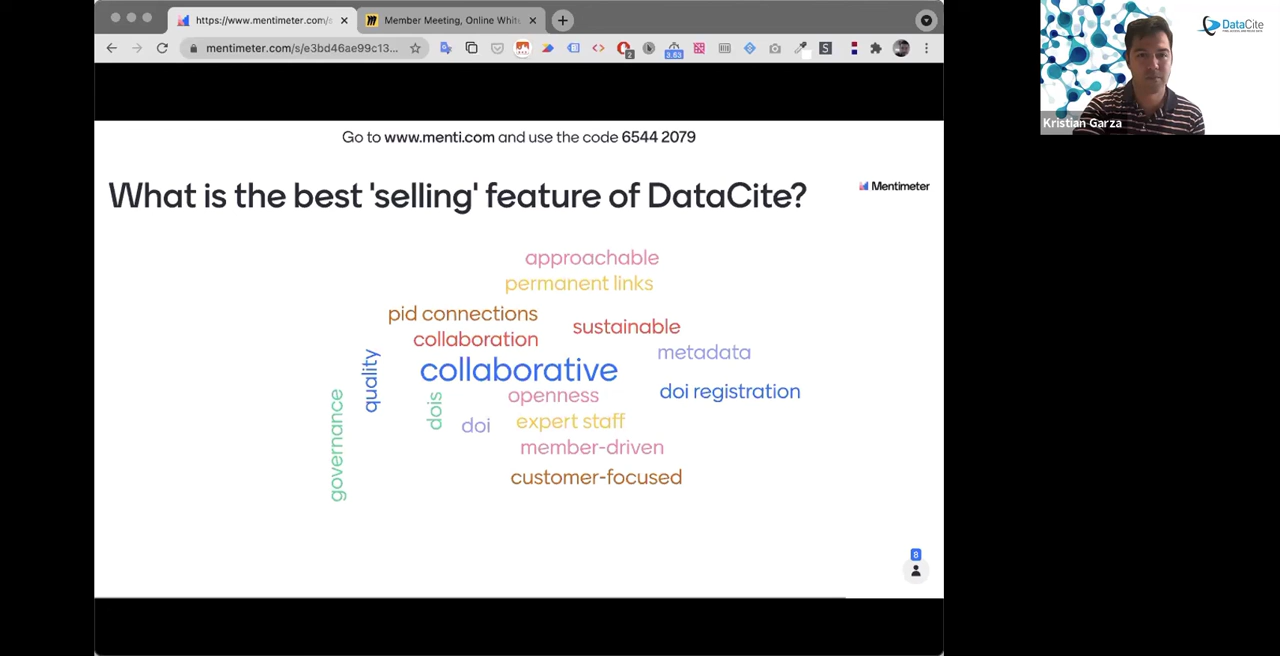 https://www.mentimeter.com/s
Member Meeting, Online White
mentimeter.com/s/e3bd46ae99c13...
2
3.63
S
Go to www.menti.com and use the code 6544 2079
What is the best 'selling' feature of DataCite?
Mentimeter
approachable
permanent links
pid connections
sustainable
collaboration
metadata
quality
collaborative
doi registration
governance
dois
openness
doi
expert staff
member-driven
customer-focused
8
DataCite
Kristian Garza